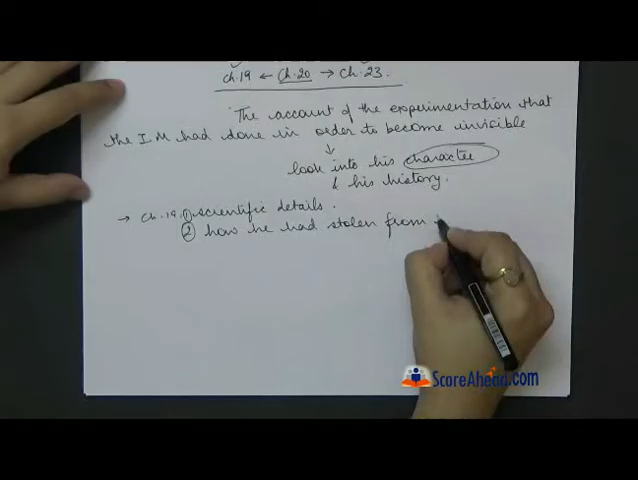 ch.19 ← Ch.20 → Ch.23.
The account of the experimentation that
the I M had done in order to become invisible
↓
look into his character
& his history.
→ Ch.19. ① scientific details.
② how he had stolen from
ScoreAhead.com